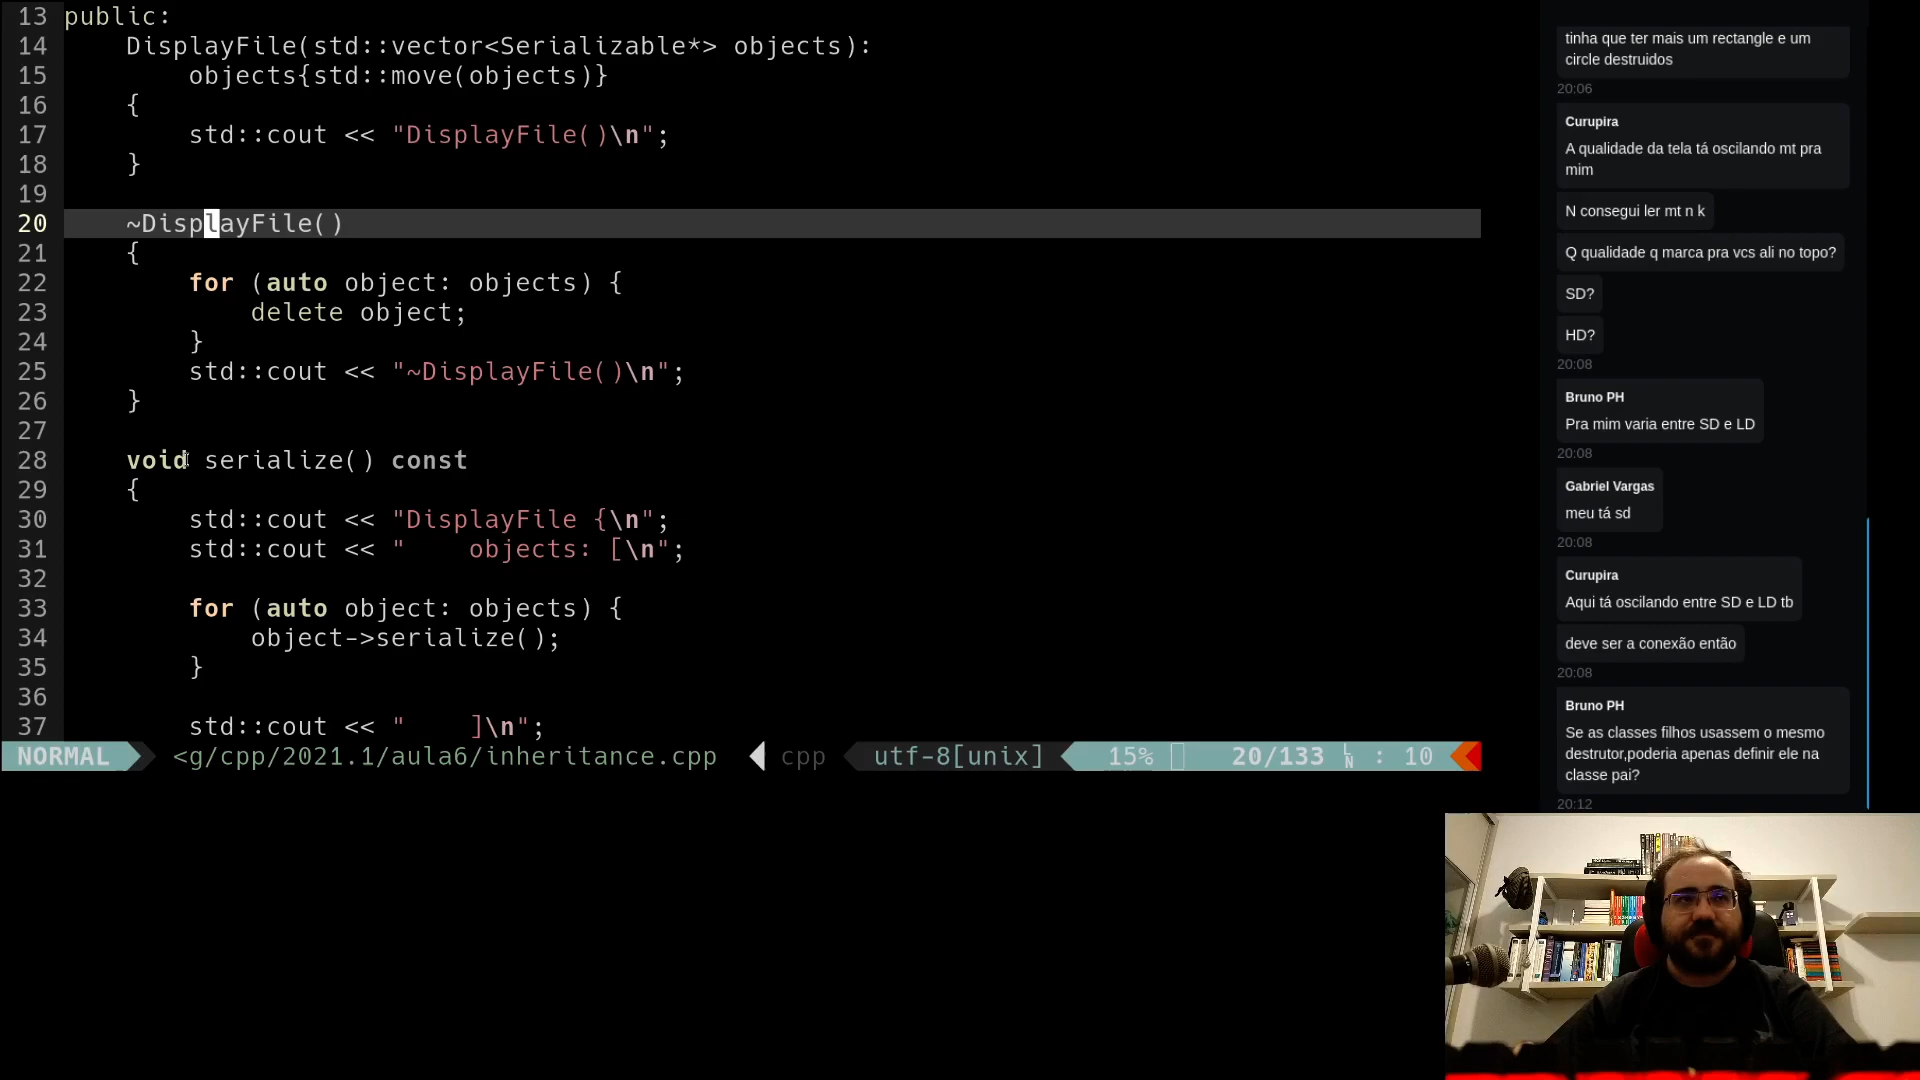 13 public:
14     DisplayFile(std::vector<Serializable*> objects):
15         objects{std::move(objects)}
16     {
17         std::cout << "DisplayFile()\n";
18     }
19
20     ~DisplayFile()
21     {
22         for (auto object: objects) {
23             delete object;
24         }
25         std::cout << "~DisplayFile()\n";
26     }
27
28     void serialize() const
29     {
30         std::cout << "DisplayFile {\n";
31         std::cout << "    objects: [\n";
32
33         for (auto object: objects) {
34             object->serialize();
35         }
36
37         std::cout << "    ]\n";
NORMAL <g/cpp/2021.1/aula6/inheritance.cpp cpp utf-8[unix] 15% 20/133 LN : 10
tinha que ter mais um rectangle e um
circle destruidos
20:06
Curupira
A qualidade da tela tá oscilando mt pra
mim
N consegui ler mt n k
Q qualidade q marca pra vcs ali no topo?
SD?
HD?
20:08
Bruno PH
Pra mim varia entre SD e LD
20:08
Gabriel Vargas
meu tá sd
20:08
Curupira
Aqui tá oscilando entre SD e LD tb
deve ser a conexão então
20:08
Bruno PH
Se as classes filhos usassem o mesmo
destrutor,poderia apenas definir ele na
classe pai?
20:12